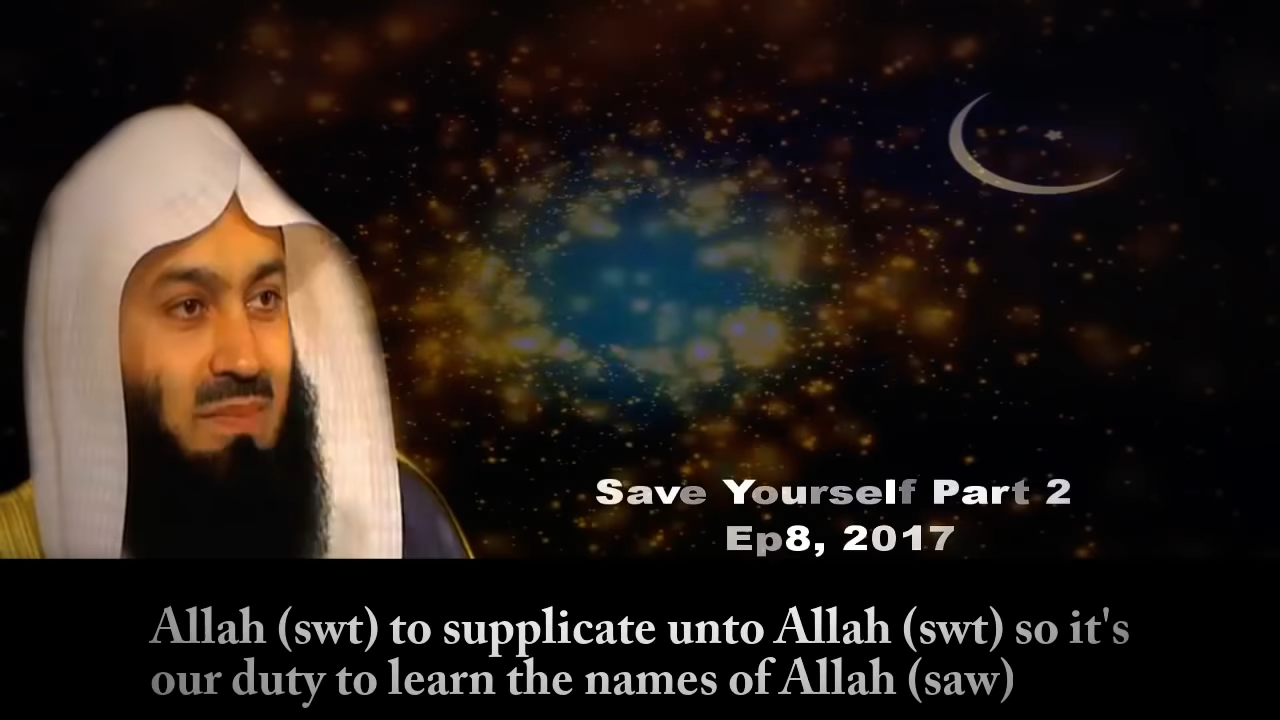 Save Yourself Part 2
Ep8, 2017
Allah (swt) to supplicate unto Allah (swt) so it's
our duty to learn the names of Allah (saw)